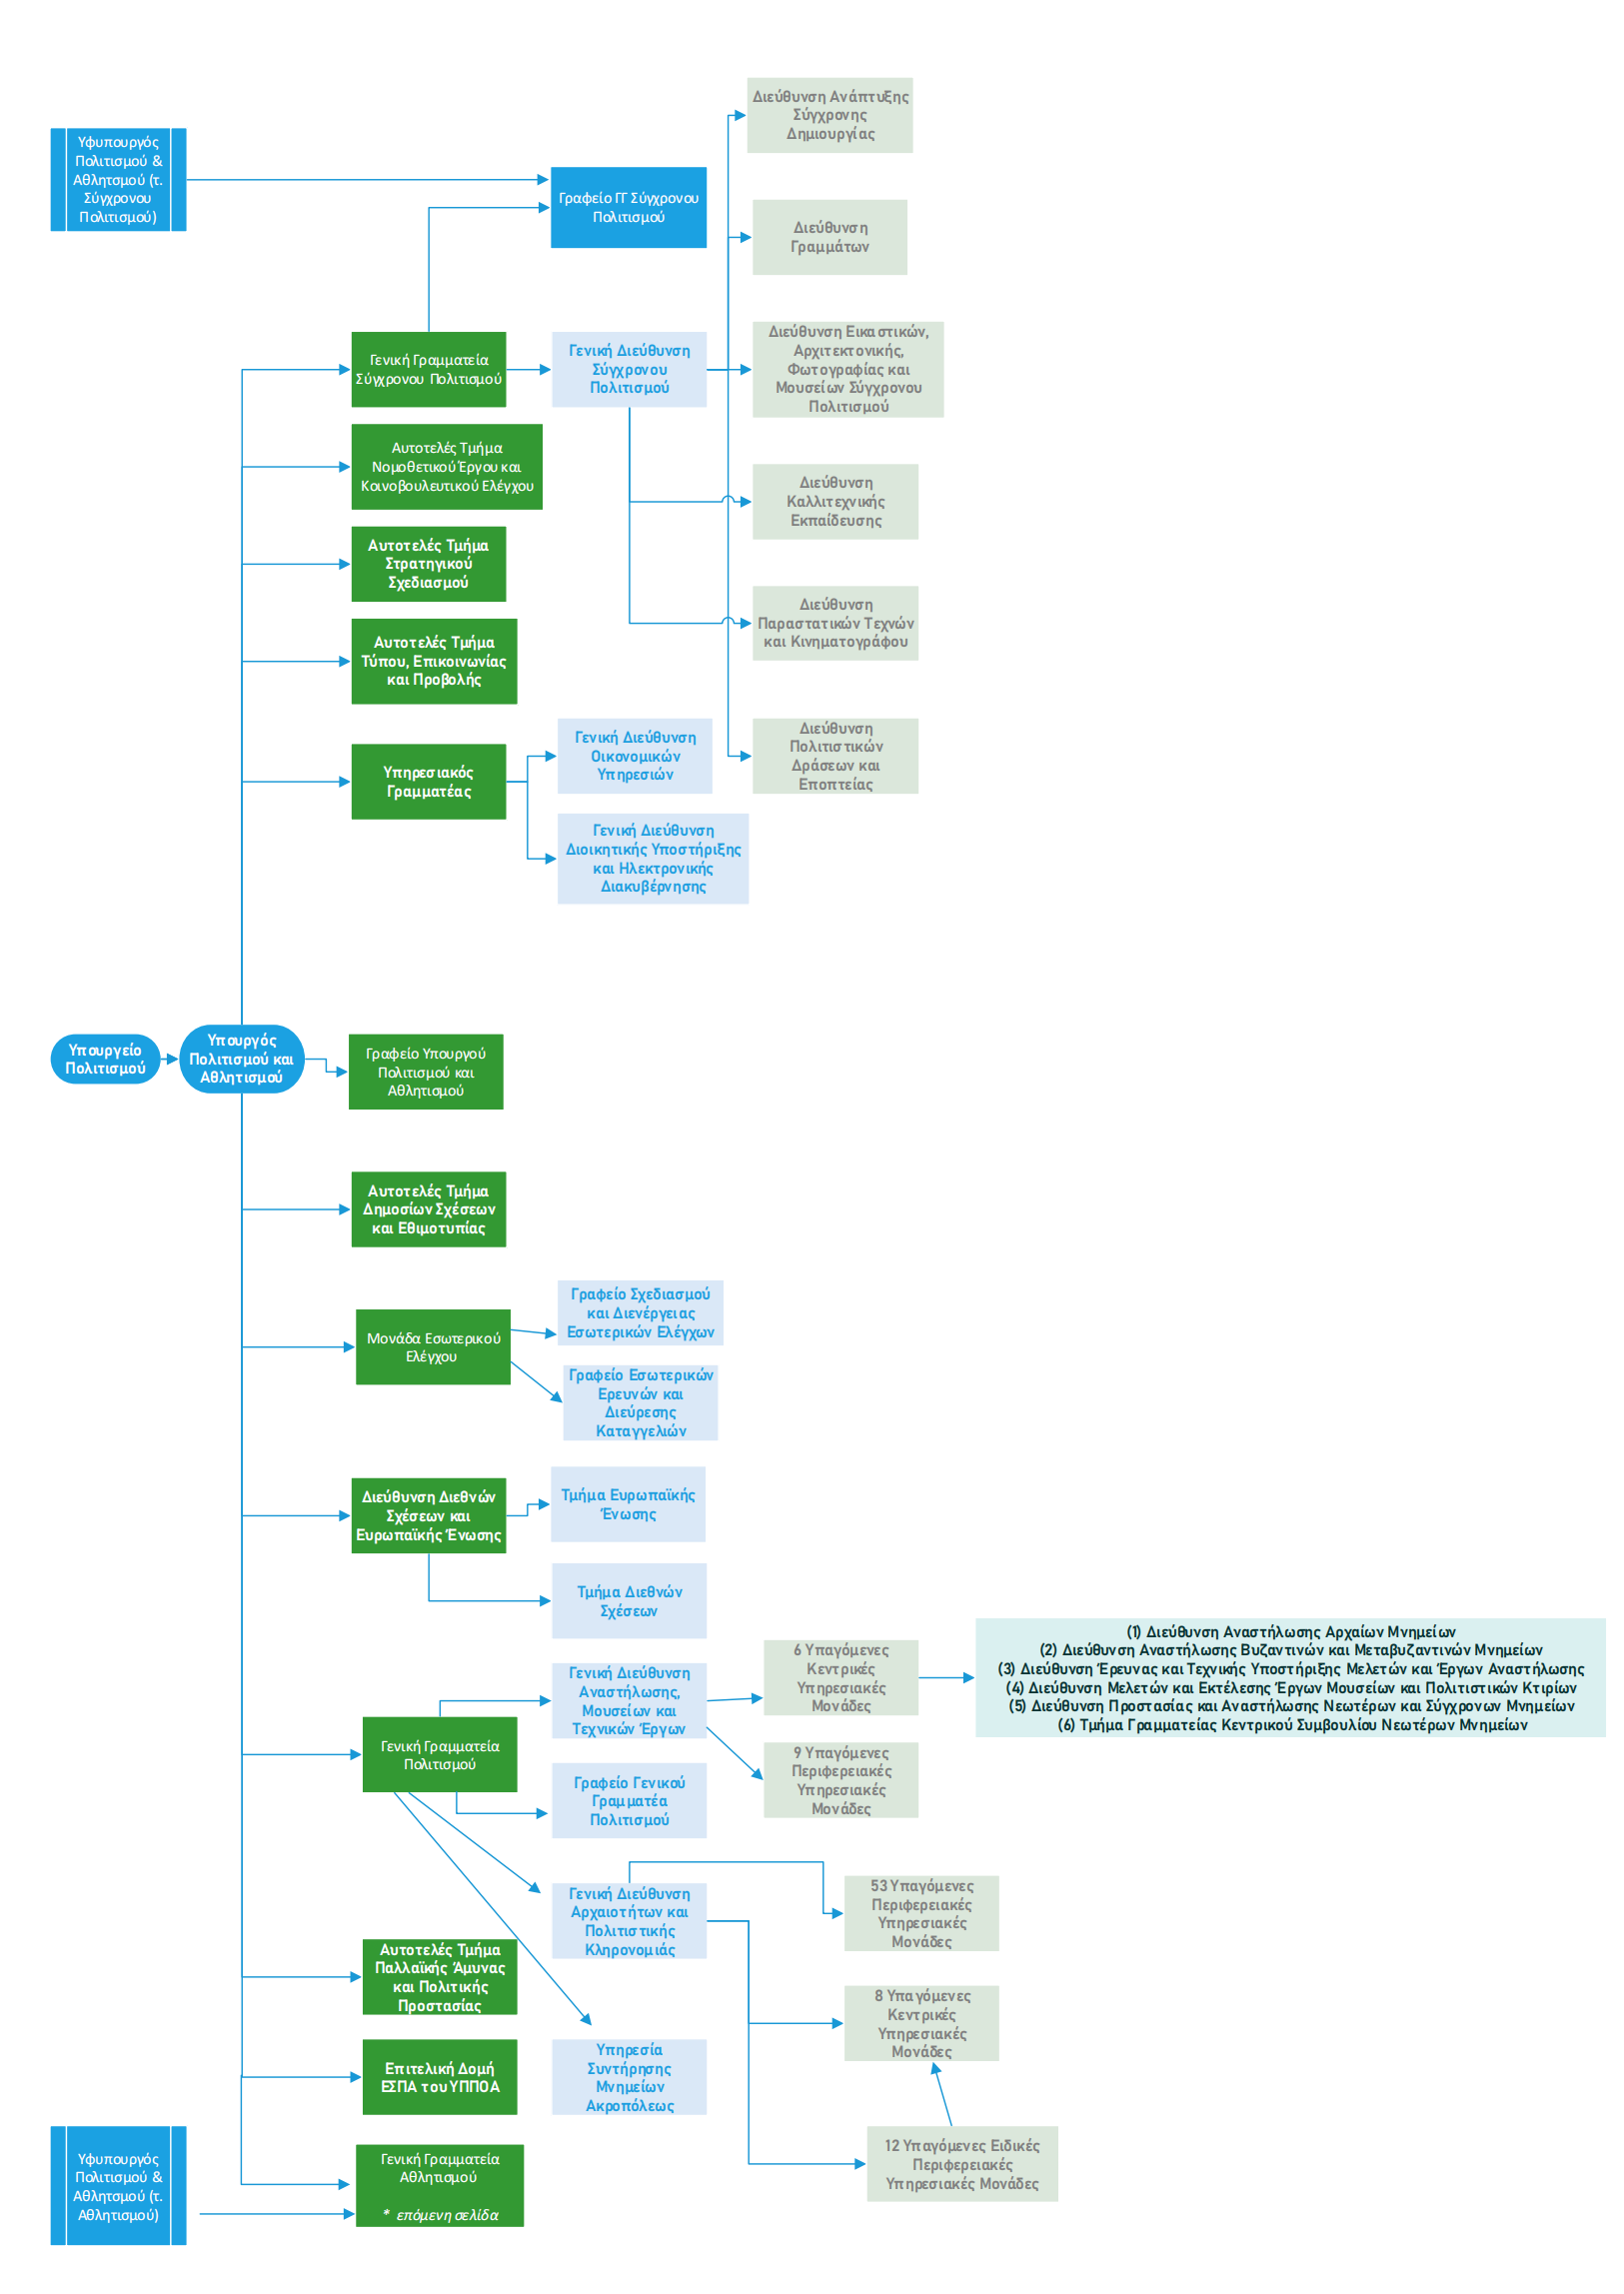 Διεύθυνση Ανάπτυξης
Σύγχρονης
Δημιουργίας
Υφυπουργός
Πολιτισμού &
Αθλητσμού (τ.
Σύγχρονου
Πολιτισμού)
Γραφείο ΓΓ Σύγχρονο
Πολιτισμού
Διεύθυνση
Γραμμάτων
Γενική Γραμματεία
Σύγχρονου Πολιτισμού
Γενική Διεύθυνση
Σύγχρονου
Πολιτισμού
Διεύθυνση Εικαστικών,
Αρχιτεκτονικής,
Φωτογραφίας και
Μουσείων Σύγχρονου
Πολιτισμού
Αυτοτελές Τμήμα
Νομοθετικού Έργου και
Κοινοβουλευτικού Ελέγχου
Διεύθυνση
Καλλιτεχνικής
Εκπαίδευσης
Αυτοτελές Τμήμα
Στρατηγικού
Σχεδιασμού
Αυτοτελές Τμήμα
Τύπου, Επικοινωνίας
και Προβολής
Διεύθυνση
Παραστατικών Τεχνών
και Κινηματογράφου
Υπηρεσιακός
Γραμματέας
Γενική Διεύθυνση
Οικονομικών
Υπηρεσιών
Διεύθυνση
Πολιτιστικών
Δράσεων και
Εποπτείας
Γενική Διεύθυνση
Διοικητικής Υποστήριξης
και Ηλεκτρονικής
Διακυβέρνησης
Υπουργείο
Πολιτισμού
Υπουργός
Πολιτισμού και
Αθλητισμού
Γραφείο Υπουργού
Πολιτισμού και
Αθλητισμού
Αυτοτελές Τμήμα
Δημοσίων Σχέσεων
και Εθιμοτυπίας
Μονάδα Εσωτερικού
Ελέγχου
Γραφείο Σχεδιασμού
και Διενέργειας
Εσωτερικών Ελέγχων
Γραφείο Εσωτερικών
Ερευνών και
Διεύρεσης
Καταγγελιών
Διεύθυνση Διεθνών
Σχέσεων και
Ευρωπαϊκής Ένωσης
Τμήμα Ευρωπαϊκής
Ένωσης
Τμήμα Διεθνών
Σχέσεων
Γενική Γραμματεία
Πολιτισμού
Γενική Διεύθυνση
Αναστήλωσης,
Μουσείων και
Τεχνικών Έργων
6 Υπαγόμενες
Κεντρικές
Υπηρεσιακές
Μονάδες
(1) Διεύθυνση Αναστήλωσης Αρχαίων Μνημείων
(2) Διεύθυνση Αναστήλωσης Βυζαντινών και Μεταβυζαντινών Μνημείων
(3) Διεύθυνση Έρευνας και Τεχνικής Υποστήριξης Μελετών και Έργων Αναστήλωσης
(4) Διεύθυνση Μελετών και Εκτέλεσης Έργων Μουσείων και Πολιτιστικών Κτιρίων
(5) Διεύθυνση Προστασίας και Αναστήλωσης Νεωτέρων και Σύγχρονων Μνημείων
(6) Τμήμα Γραμματείας Κεντρικού Συμβουλίου Νεωτέρων Μνημείων
9 Υπαγόμενες
Περιφερειακές
Υπηρεσιακές
Μονάδες
Γραφείο Γενικού
Γραμματέα
Πολιτισμού
Γενική Διεύθυνση
Αρχαιοτήτων και
Πολιτιστικής
Κληρονομιάς
53 Υπαγόμενες
Περιφερειακές
Υπηρεσιακές
Μονάδες
Αυτοτελές Τμήμα
Παλλαϊκής Άμυνας
και Πολιτικής
Προστασίας
8 Υπαγόμενες
Κεντρικές
Υπηρεσιακές
Μονάδες
Επιτελική Δομή
ΕΣΠΑ του ΥΠΠΟΑ
Υπηρεσία
Συντήρησης
Μνημείων
Ακροπόλεως
12 Υπαγόμενες Ειδικές
Περιφερειακές
Υπηρεσιακές Μονάδες
Υφυπουργός
Πολιτισμού &
Αθλητσμού (τ.
Αθλητισμού)
Γενική Γραμματεία
Αθλητισμού
* επόμενη σελίδα